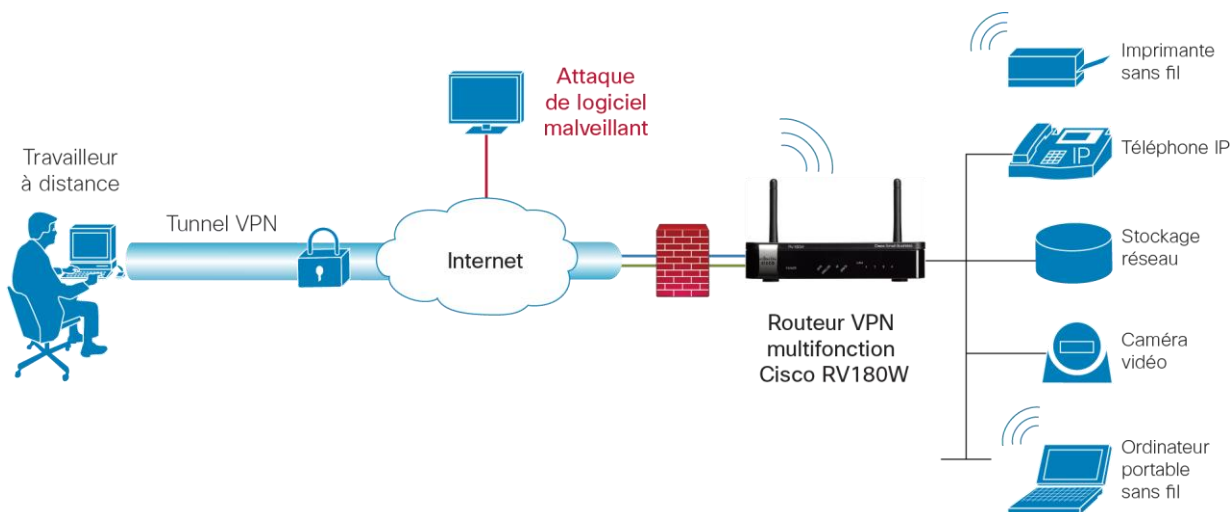 Travailleur
à distance
Tunnel VPN
Attaque
de logiciel
malveillant
Internet
Routeur VPN
multifonction
Cisco RV180W
Imprimante
sans fil
IP
Téléphone IP
Stockage
réseau
Caméra
vidéo
Ordinateur
portable
sans fil